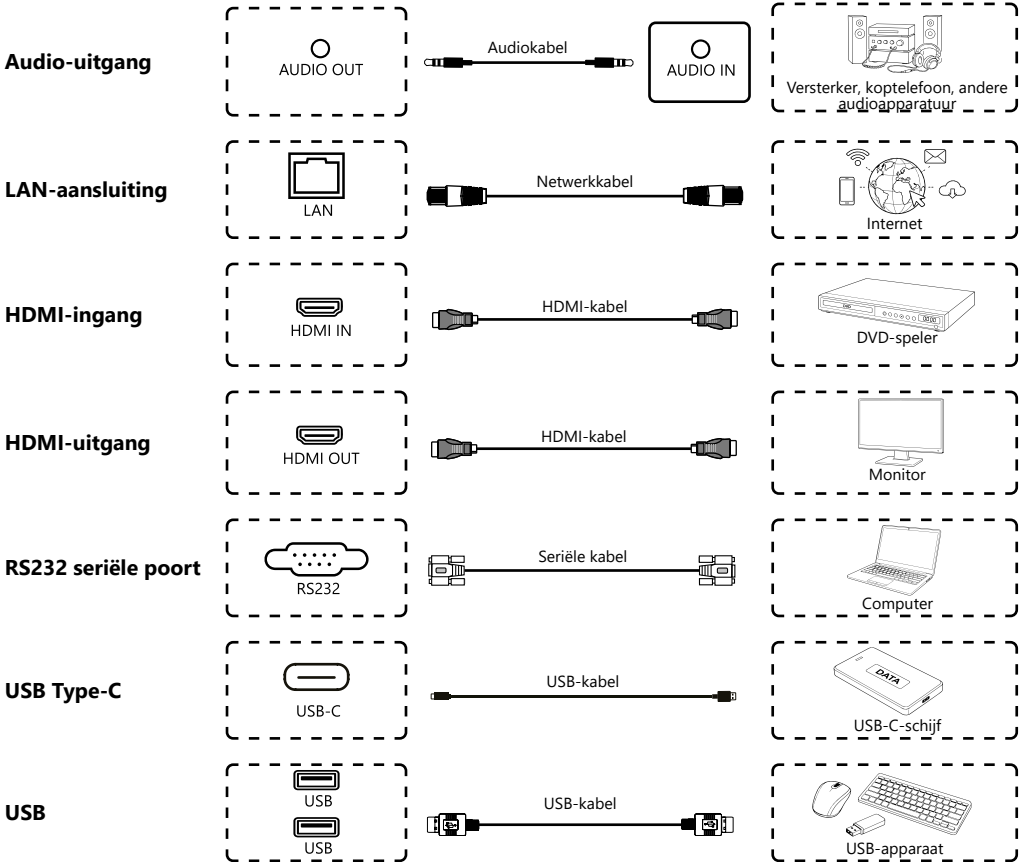 Audio-uitgang
AUDIO OUT
Audiokabel
AUDIO IN
Versterker, koptelefoon, andere
audioapparatuur
LAN-aansluiting
LAN
Netwerkkabel
Internet
HDMI-ingang
HDMI IN
HDMI-kabel
DVD-speler
HDMI-uitgang
HDMI OUT
HDMI-kabel
Monitor
RS232 seriële poort
RS232
Seriële kabel
Computer
USB Type-C
USB-C
USB-kabel
DATA
USB-C-schijf
USB
USB
USB
USB-kabel
USB-apparaat